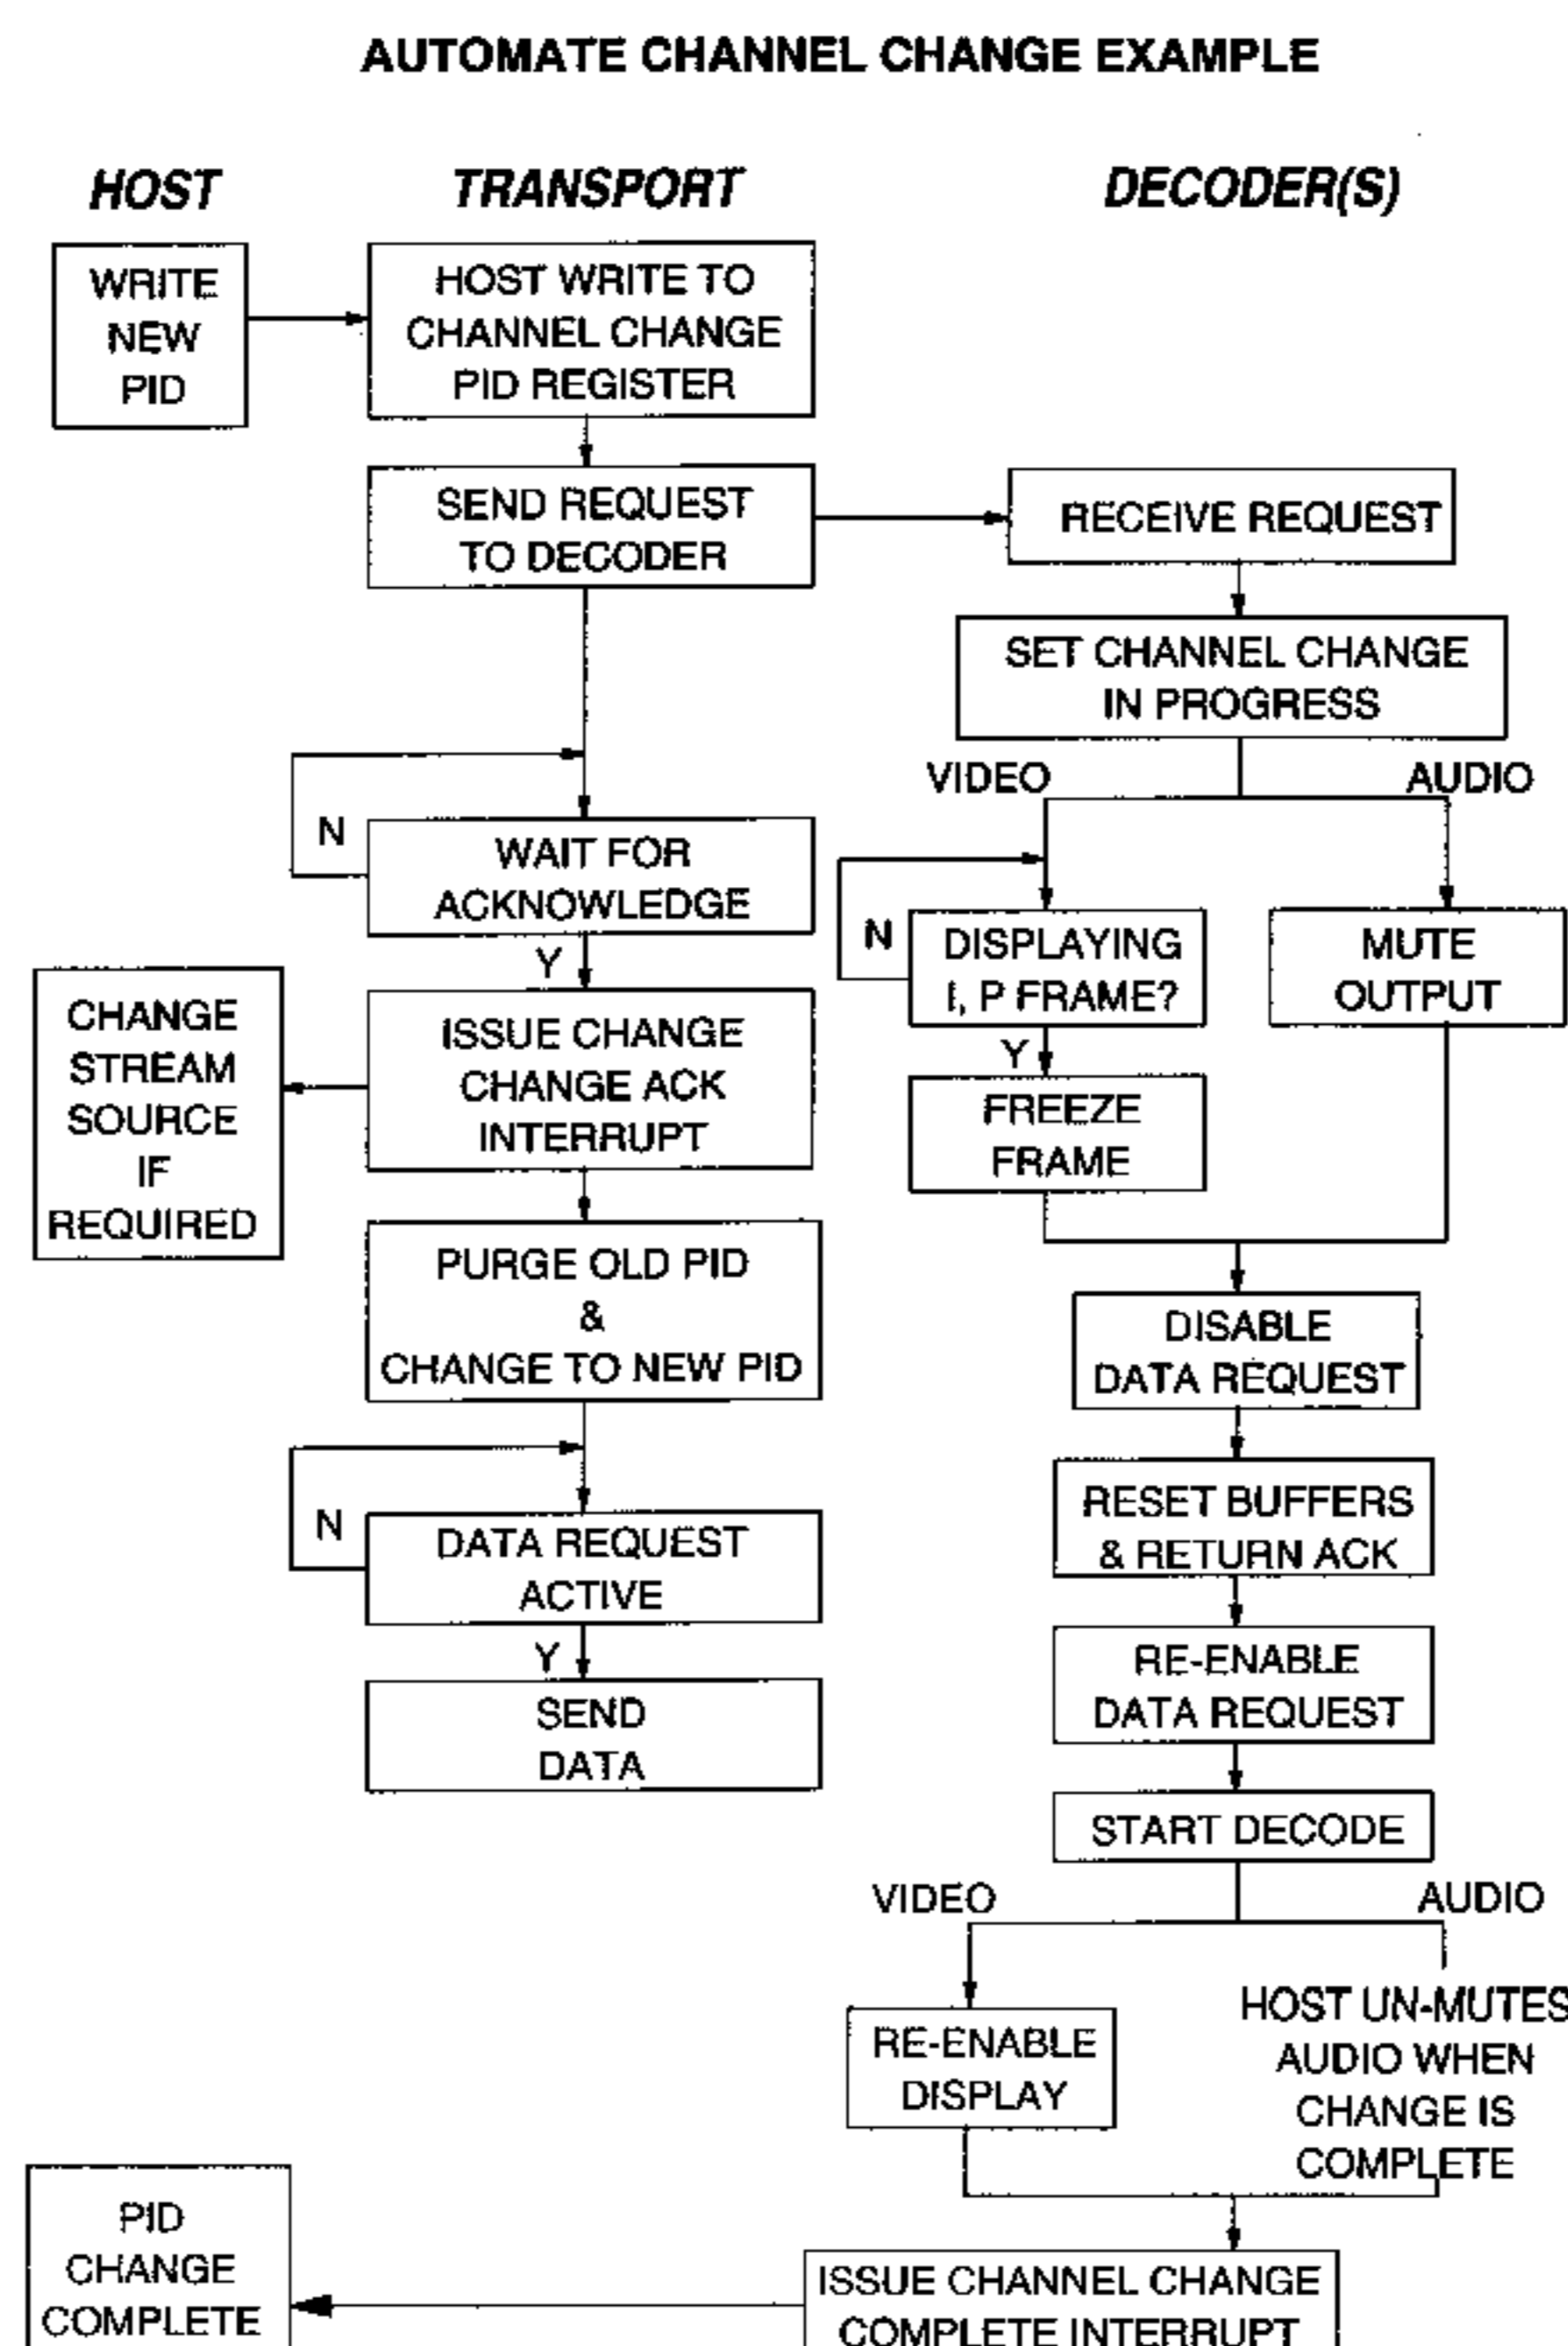 AUTOMATE CHANNEL CHANGE EXAMPLE
HOST
TRANSPORT
DECODER(S)
WRITE
NEW
PID
HOST WRITE TO
CHANNEL CHANGE
PID REGISTER
SEND REQUEST
TO DECODER
RECEIVE REQUEST
SET CHANNEL CHANGE
IN PROGRESS
VIDEO
AUDIO
N
WAIT FOR
ACKNOWLEDGE
Y
N
DISPLAYING
I, P FRAME?
Y
MUTE
OUTPUT
CHANGE
STREAM
SOURCE
IF
REQUIRED
ISSUE CHANGE
CHANGE ACK
INTERRUPT
FREEZE
FRAME
PURGE OLD PID
&
CHANGE TO NEW PID
DISABLE
DATA REQUEST
N
DATA REQUEST
ACTIVE
Y
RESET BUFFERS
& RETURN ACK
SEND
DATA
RE-ENABLE
DATA REQUEST
START DECODE
VIDEO
AUDIO
RE-ENABLE
DISPLAY
HOST UN-MUTES
AUDIO WHEN
CHANGE IS
COMPLETE
PID
CHANGE
COMPLETE
ISSUE CHANNEL CHANGE
COMPLETE INTERRUPT